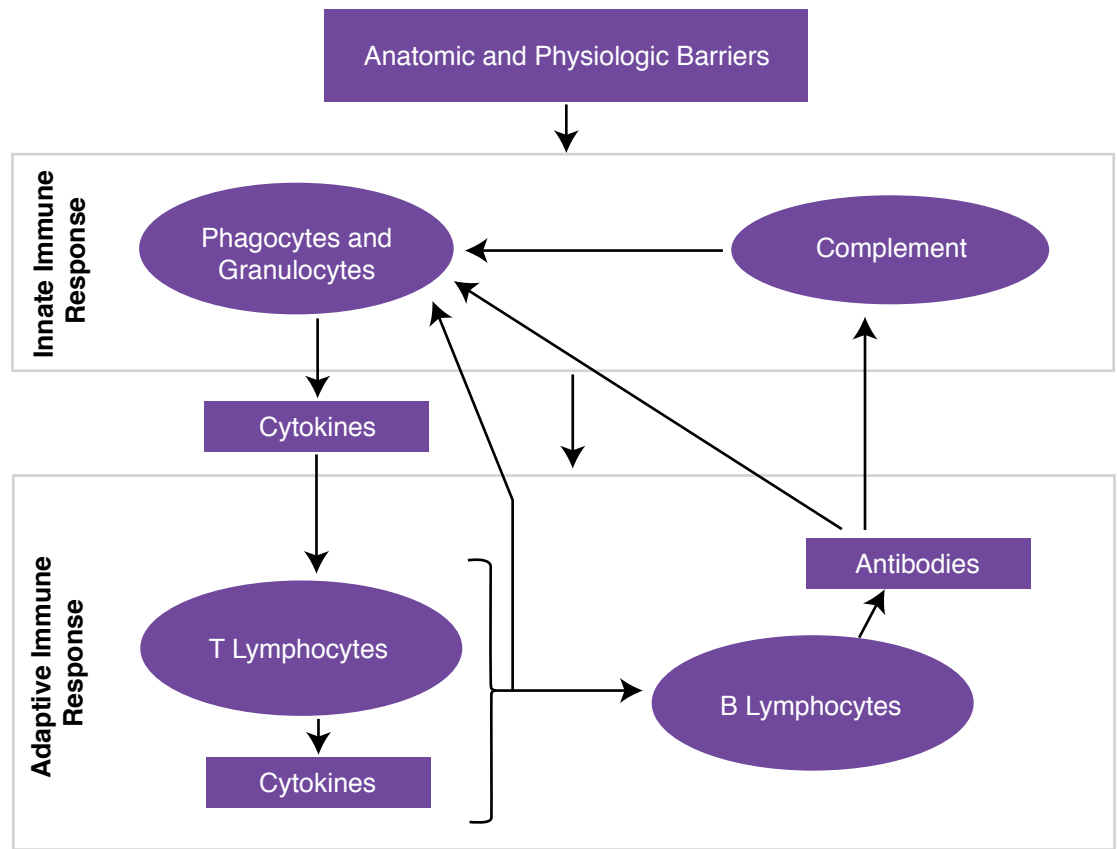 Anatomic and Physiologic Barriers
Innate Immune
Response
Phagocytes and
Granulocytes
Complement
Cytokines
Adaptive Immune
Response
Antibodies
T Lymphocytes
B Lymphocytes
Cytokines